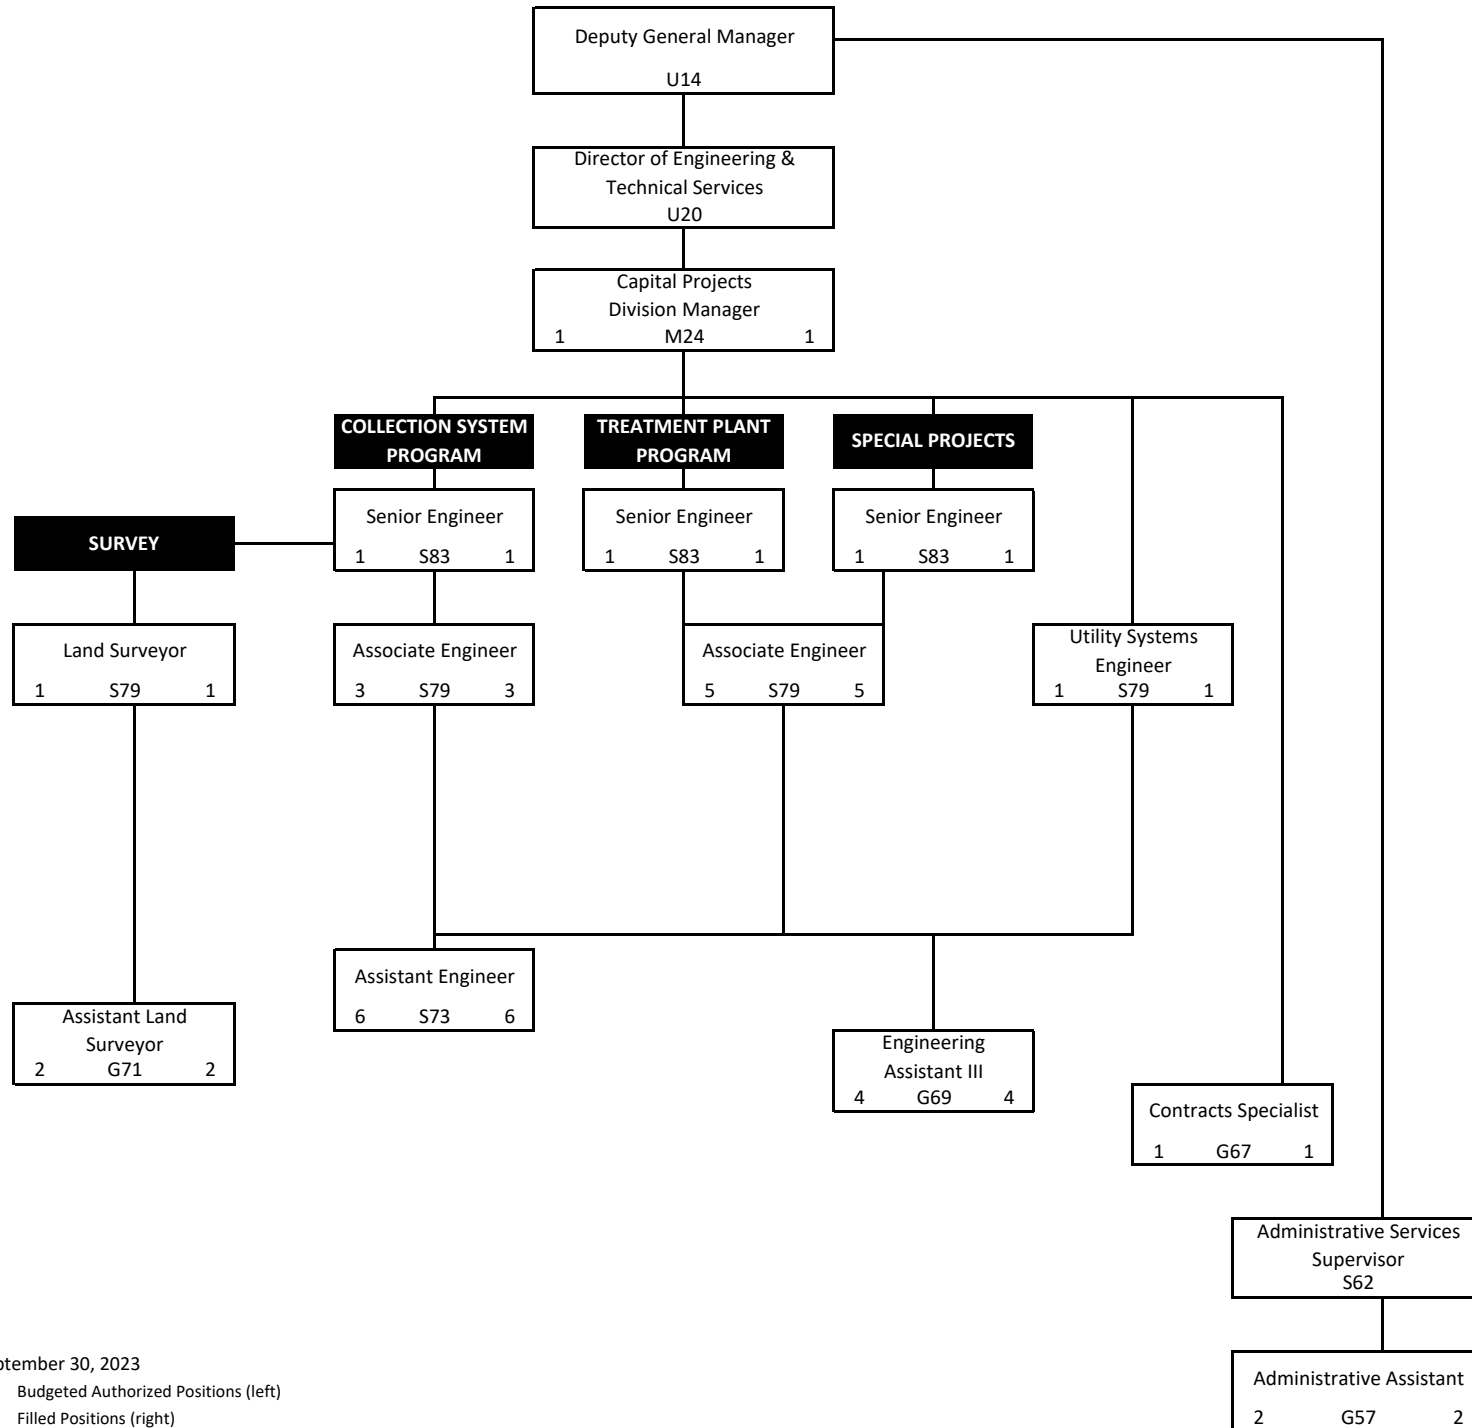 Deputy General Manager
U14
Director of Engineering &
Technical Services
U20
Capital Projects
Division Manager
1 M24 1
COLLECTION SYSTEM
PROGRAM
TREATMENT PLANT
PROGRAM
SPECIAL PROJECTS
Senior Engineer
1 S83 1
Senior Engineer
1 S83 1
Senior Engineer
1 S83 1
SURVEY
Land Surveyor
1 S79 1
Associate Engineer
3 S79 3
Associate Engineer
5 S79 5
Utility Systems
Engineer
1 S79 1
Assistant Engineer
6 S73 6
Assistant Land
Surveyor
2 G71 2
Engineering
Assistant III
4 G69 4
Contracts Specialist
1 G67 1
Administrative Services
Supervisor
S62
Administrative Assistant
2 G57 2
ptember 30, 2023
Budgeted Authorized Positions (left)
Filled Positions (right)